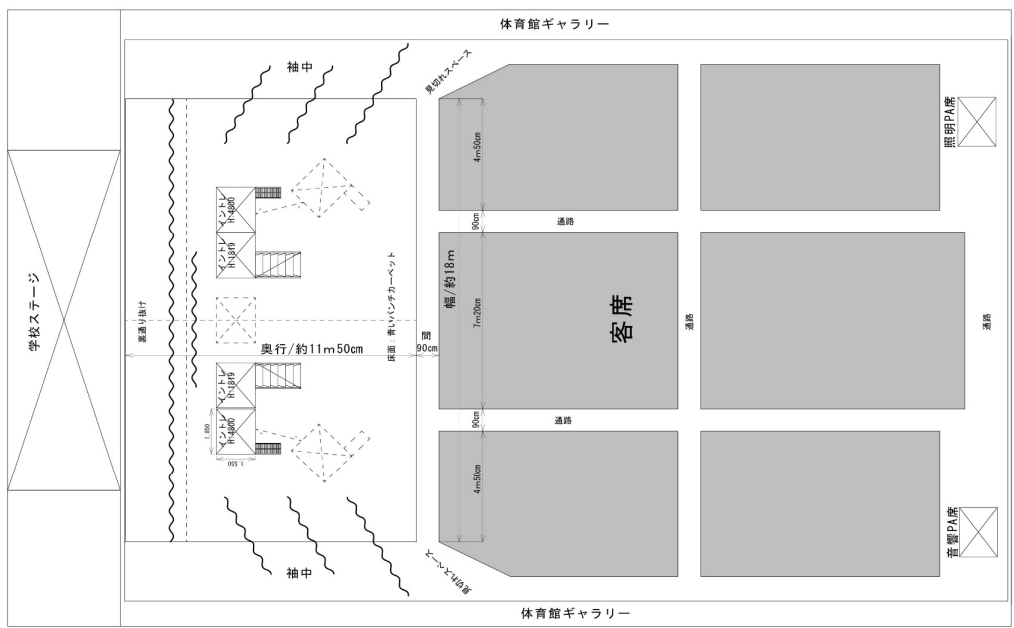 体育館ギャラリー
袖中
見切れスペース
照明PA席
学校ステージ
裏通り抜け
イントレ
H:4800
イントレ
H:1819
4m50cm
90cm
通路
幅/約18m
7m20cm
客席
通路
通路
床面：青いパンチカーペット
奥行/約11m50cm
間
90cm
イントレ
H:1819
イントレ
H:4800
1,850
1,550
90cm
通路
4m50cm
袖中
見切れスペース
音響PA席
体育館ギャラリー